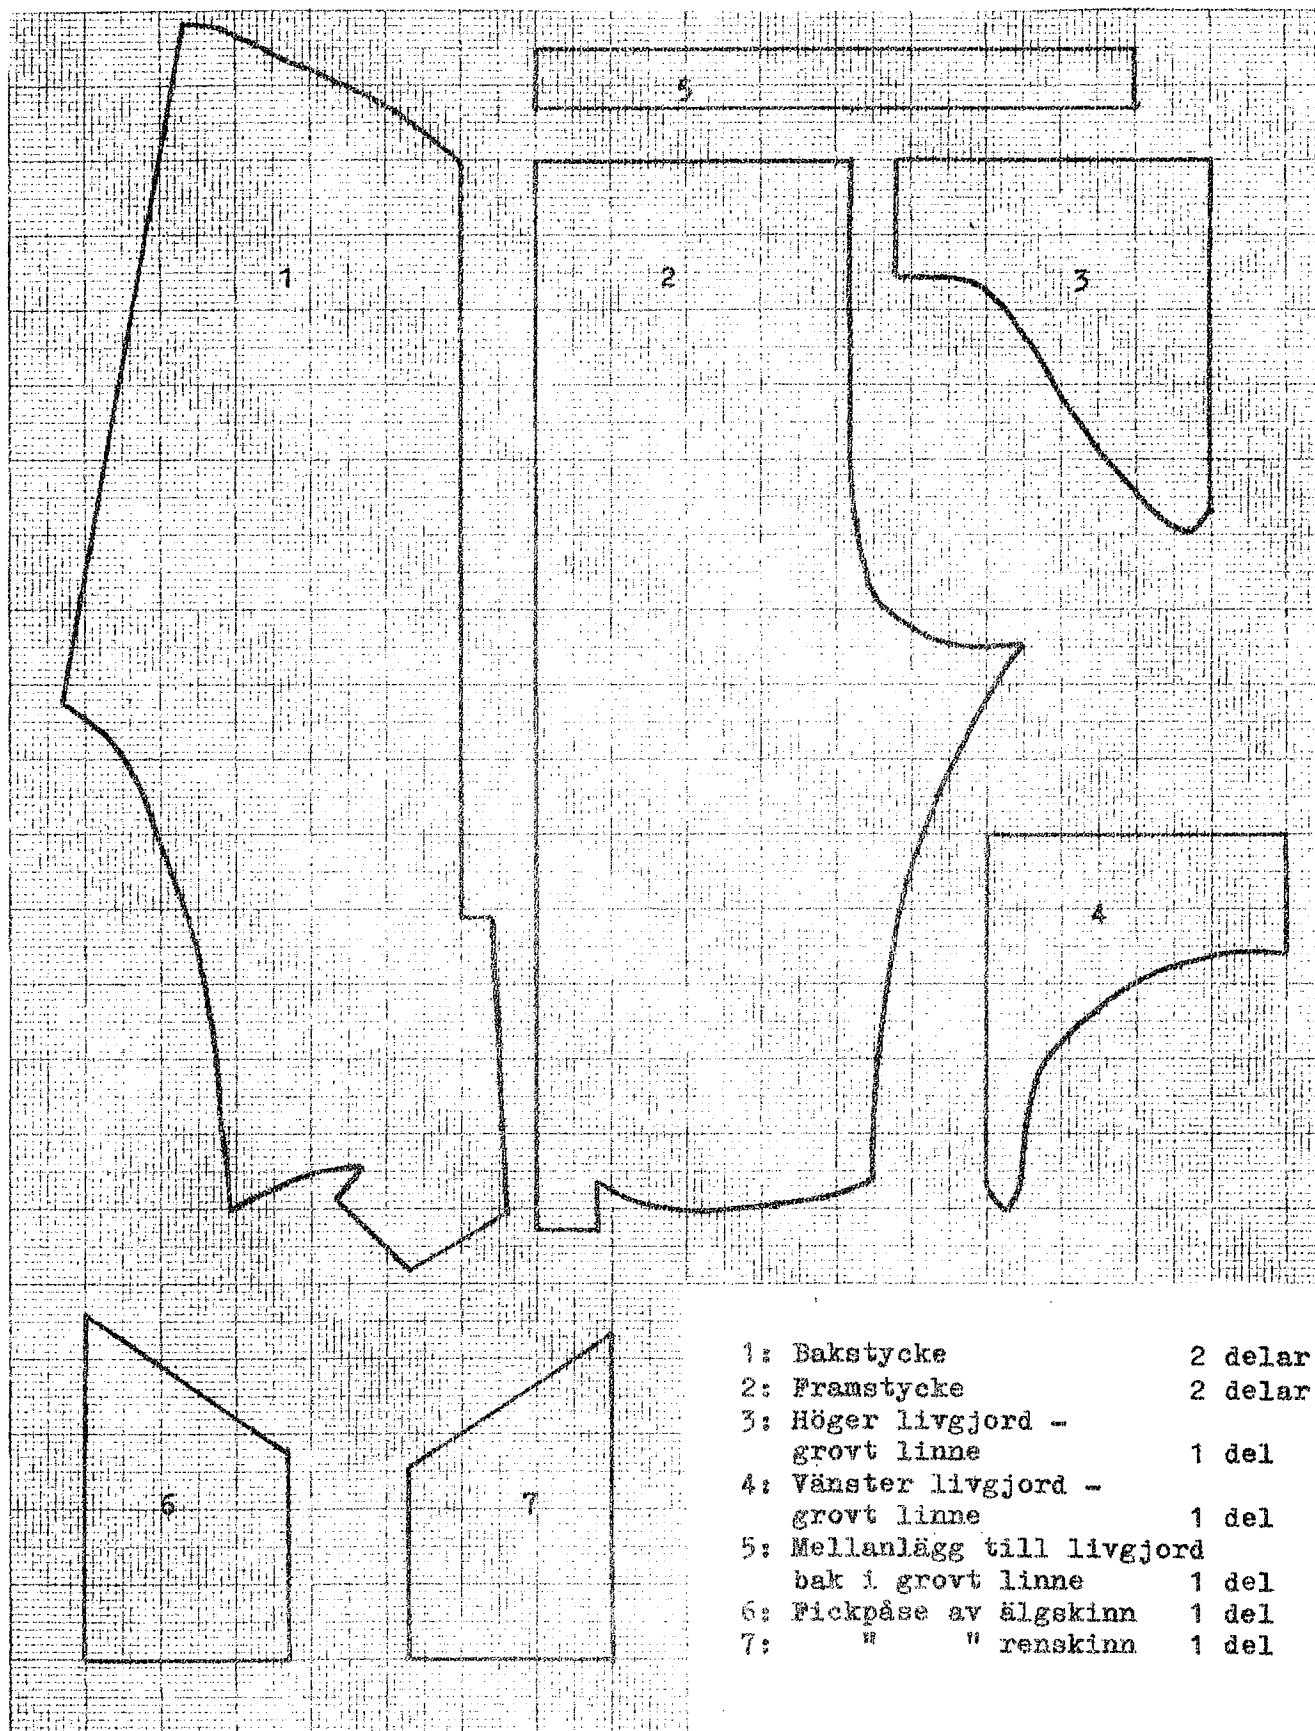 5
1
2
3
4
6
7
1: Bakstycke 2 delar
2: Framstycke 2 delar
3: Höger livgjord -
grovt linne 1 del
4: Vänster livgjord -
grovt linne 1 del
5: Mellanlägg till livgjord
bak i grovt linne 1 del
6: Fickpåse av älgskinn 1 del
7: " " renskinn 1 del